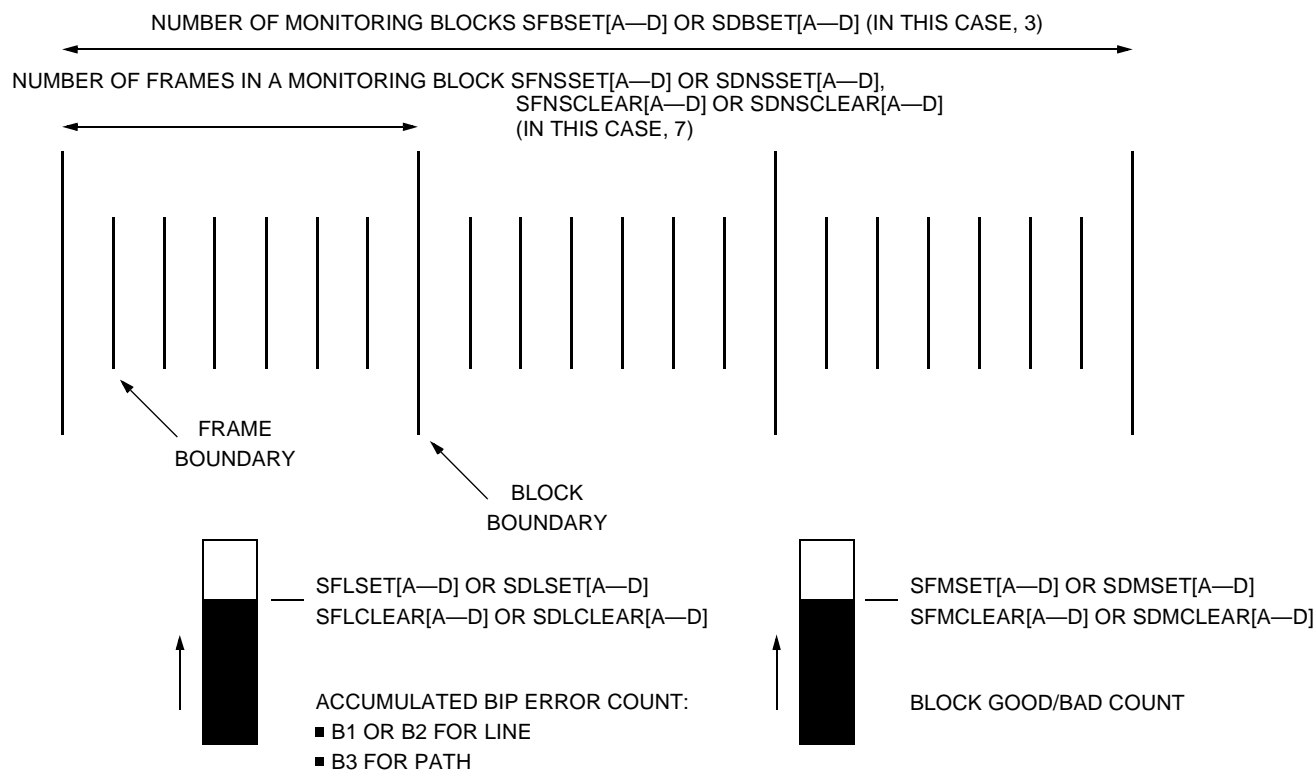 NUMBER OF MONITORING BLOCKS SFBSET[A—D] OR SDBSET[A—D] (IN THIS CASE, 3)
NUMBER OF FRAMES IN A MONITORING BLOCK SFNSSET[A—D] OR SDNSSET[A—D],
SFNSCLEAR[A—D] OR SDNSCLEAR[A—D]
(IN THIS CASE, 7)
FRAME
BOUNDARY
BLOCK
BOUNDARY
SFLSET[A—D] OR SDLSET[A—D]
SFLCLEAR[A—D] OR SDLCLEAR[A—D]
ACCUMULATED BIP ERROR COUNT:
■ B1 OR B2 FOR LINE
■ B3 FOR PATH
SFMSET[A—D] OR SDMSET[A—D]
SFMCLEAR[A—D] OR SDMCLEAR[A—D]
BLOCK GOOD/BAD COUNT